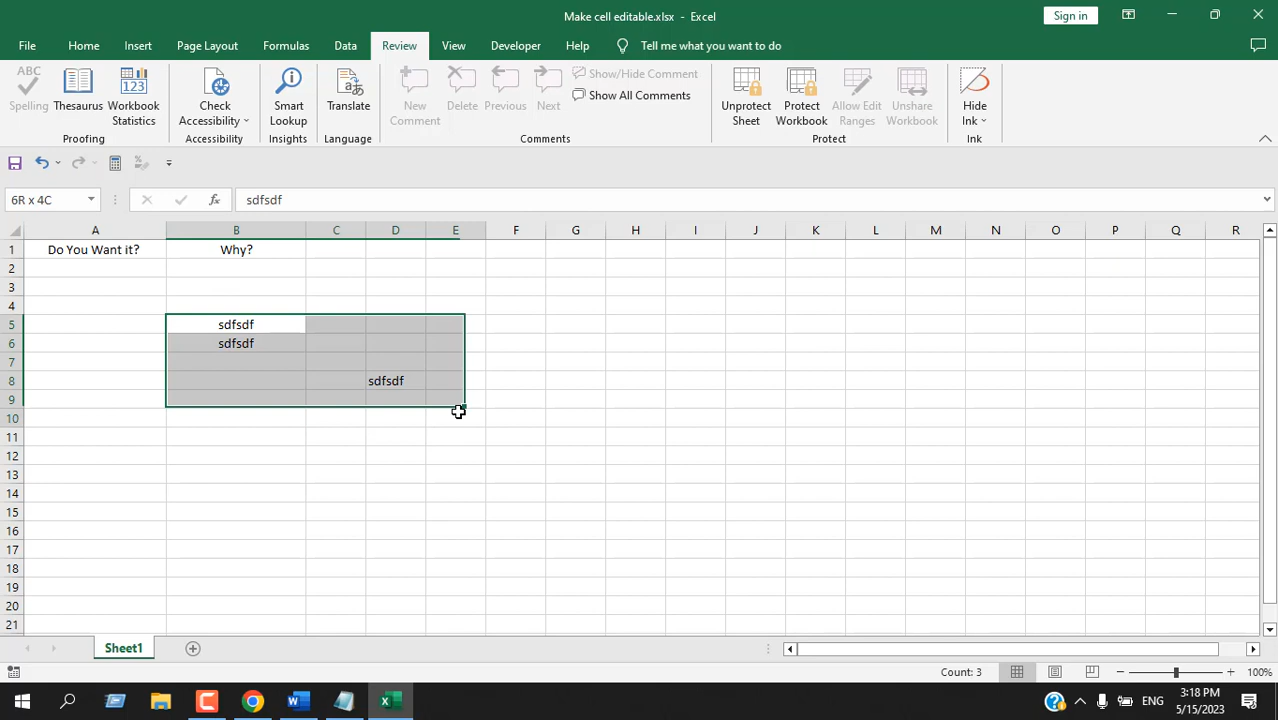 Make cell editable.xlsx - Excel
Sign in
File Home Insert Page Layout Formulas Data Review View Developer Help Tell me what you want to do
ABC Spelling
Thesaurus
123 Workbook Statistics
Proofing
Check Accessibility
Accessibility
Smart Lookup
Insights
Translate
Language
New Comment
Delete
Previous
Next
Show/Hide Comment
Show All Comments
Comments
Unprotect Sheet
Protect Workbook
Allow Edit Ranges
Unshare Workbook
Protect
Hide Ink
Ink
6R x 4C fx sdfsdf
A B C D E F G H I J K L M N O P Q R
1 Do You Want it? Why?
2
3
4
5 sdfsdf
6 sdfsdf
7
8 sdfsdf
9
10
11
12
13
14
15
16
17
18
19
20
21
Sheet1
Count: 3 100%
ENG 3:18 PM
5/15/2023